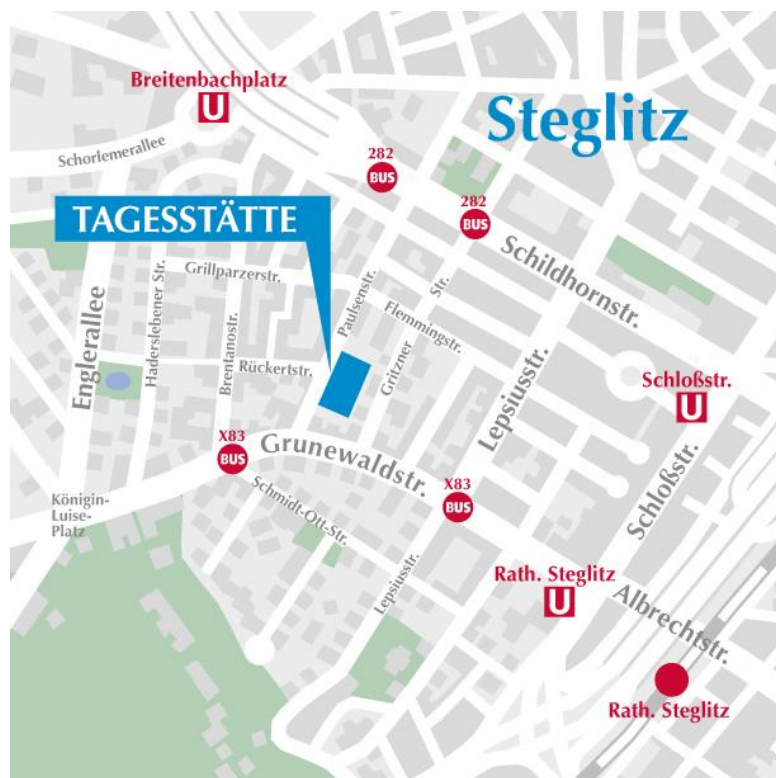 Breitenbachplatz
U
Steglitz
Schorlemerallee
282
BUS
282
BUS
TAGESSTÄTTE
Schildhornstr.
Grillparzerstr.
Haderslebener Str.
Paulsenstr.
Str.
Flemmingstr.
Englerallee
Brentanostr.
Rückertstr.
Gritzner
Lepsiusstr.
Schloßstr.
U
X83
BUS
Grunewaldstr.
Schloßstr.
X83
BUS
Königin-
Luise-
Platz
Schmidt-Ott-Str.
Lepsiusstr.
Rath. Steglitz
U
Albrechtstr.
Rath. Steglitz